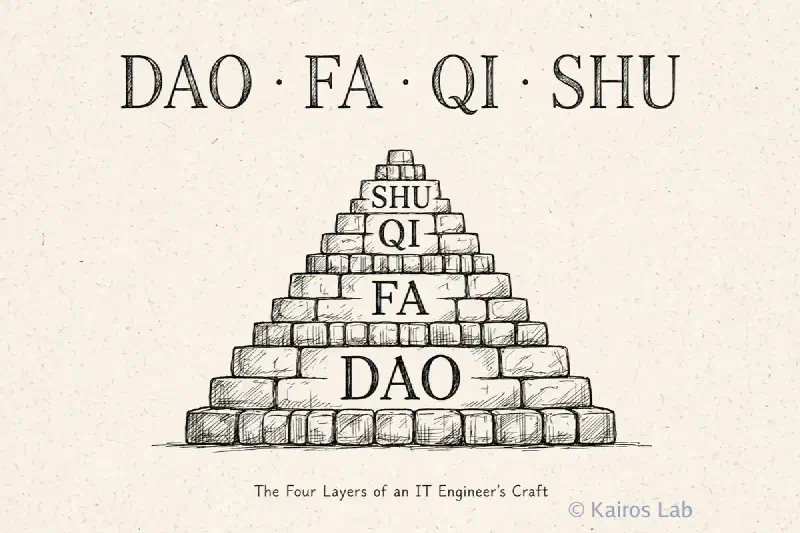 DAO · FA · QI · SHU
SHU
QI
FA
DAO
The Four Layers of an IT Engineer's Craft
© Kairos Lab